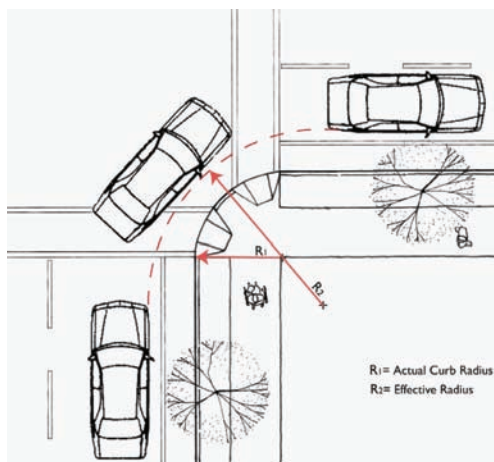 R₁
R₂
R₁= Actual Curb Radius
R₂= Effective Radius